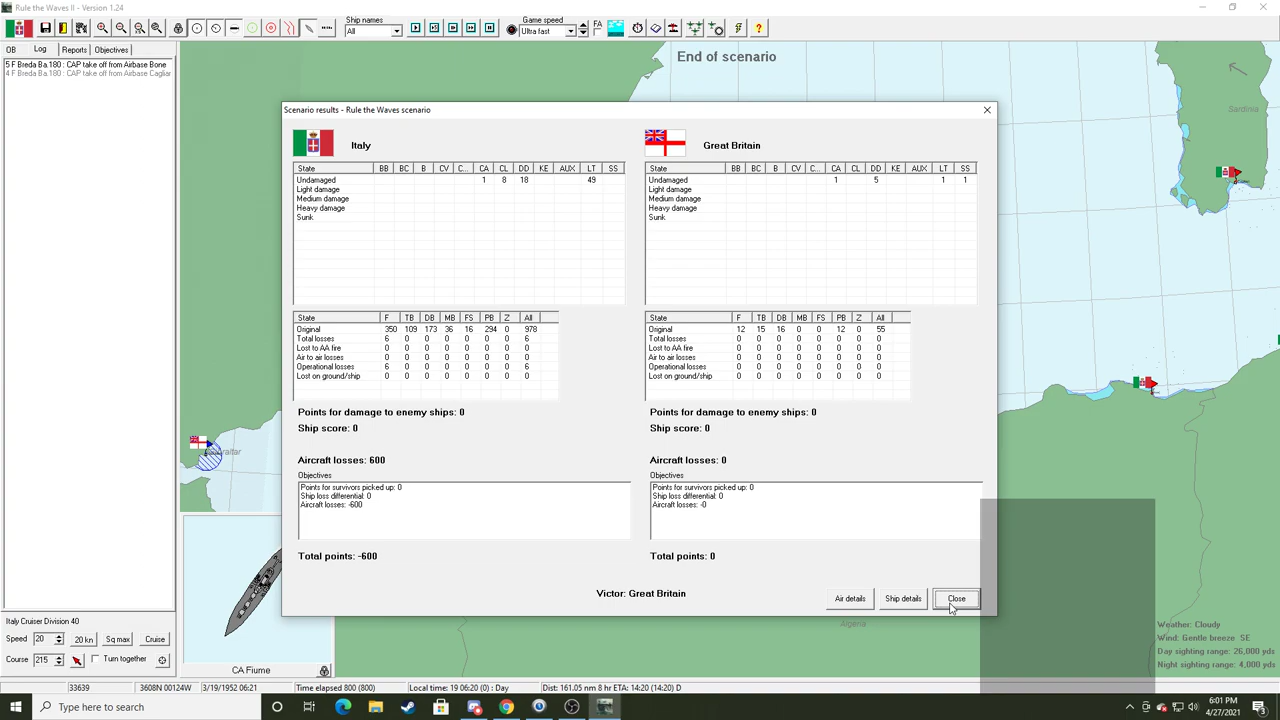 Rule the Waves II - Version 1.24
Ship names
All
Game speed
Ultra fast
FA
OB Log Reports Objectives
5 F Breda Ba.180 : CAP take off from Airbase Bone
4 F Breda Ba.180 : CAP take off from Airbase Cagliar
End of scenario
Sardinia
Scenario results - Rule the Waves scenario
Italy
State BB BC B CV C... CA CL DD KE AUX LT SS
Undamaged 1 8 18 49
Light damage
Medium damage
Heavy damage
Sunk
State F TB DB MB FS PB Z All
Original 350 109 173 36 16 294 0 978
Total losses 6 0 0 0 0 0 0 6
Lost to AA fire 0 0 0 0 0 0 0 0
Air to air losses 0 0 0 0 0 0 0 0
Operational losses 6 0 0 0 0 0 0 6
Lost on ground/ship 0 0 0 0 0 0 0 0
Points for damage to enemy ships: 0
Ship score: 0
Aircraft losses: 600
Objectives
Points for survivors picked up: 0
Ship loss differential: 0
Aircraft losses: -600
Total points: -600
Great Britain
State BB BC B CV C... CA CL DD KE AUX LT SS
Undamaged 1 5 1 1
Light damage
Medium damage
Heavy damage
Sunk
State F TB DB MB FS PB Z All
Original 12 15 16 0 0 12 0 55
Total losses 0 0 0 0 0 0 0 0
Lost to AA fire 0 0 0 0 0 0 0 0
Air to air losses 0 0 0 0 0 0 0 0
Operational losses 0 0 0 0 0 0 0 0
Lost on ground/ship 0 0 0 0 0 0 0 0
Points for damage to enemy ships: 0
Ship score: 0
Aircraft losses: 0
Objectives
Points for survivors picked up: 0
Ship loss differential: 0
Aircraft losses: -0
Total points: 0
Victor: Great Britain
Air details Ship details Close
Algeria
Weather: Cloudy
Wind: Gentle breeze SE
Day sighting range: 26,000 yds
Night sighting range: 4,000 yds
Italy Cruiser Division 40
Speed 20 20 kn Sq max Cruise
Course 215 Turn together
CA Fiume
33639 3608N 00124W 3/19/1952 06:21 Time elapsed 800 (800) Local time: 19 06:20 (0) : Day Dist: 161.05 nm 8 hr ETA: 14:20 (14:20) D
Type here to search
6:01 PM
4/27/2021
3